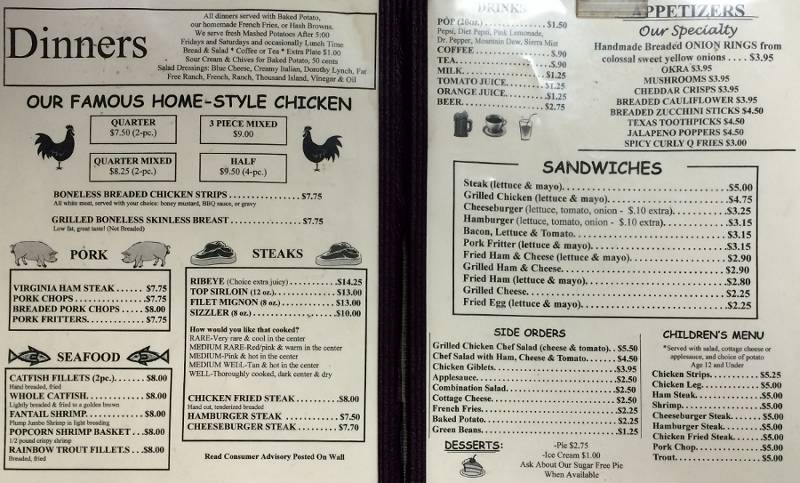 Dinners
All dinners served with Baked Potato,
our homemade French Fries, or Hash Browns.
We serve fresh Mashed Potatoes After 5:00
Fridays and Saturdays and occasionally Lunch Time
Bread & Salad * Coffee or Tea * Extra Plate $1.00
Sour Cream & Chives for Baked Potato, 50 cents
Salad Dressings: Blue Cheese, Creamy Italian, Dorothy Lynch, Fat
Free Ranch, French, Ranch, Thousand Island, Vinegar & Oil
OUR FAMOUS HOME-STYLE CHICKEN
QUARTER
$7.50 (2-pc.)
3 PIECE MIXED
$9.00
QUARTER MIXED
$8.25 (2-pc.)
HALF
$9.50 (4-pc.)
BONELESS BREADED CHICKEN STRIPS . . . . . . . . . . . . . . . $7.75
All white meat, served with your choice: honey mustard, BBQ sauce, or gravy
GRILLED BONELESS SKINLESS BREAST . . . . . . . . . . . . . . . $7.75
Low fat, great taste! (Not Breaded)
PORK
VIRGINIA HAM STEAK . . . . . . $7.75
PORK CHOPS . . . . . . . . . . . . $7.75
BREADED PORK CHOPS . . . . . $8.00
PORK FRITTERS. . . . . . . . . . . $7.75
SEAFOOD
CATFISH FILLETS (2pc.). . . . . . . $8.00
Hand breaded, fried
WHOLE CATFISH. . . . . . . . . . . $8.00
Lightly breaded & fried to a golden brown
FANTAIL SHRIMP. . . . . . . . . . . $8.00
Plump Jumbo Shrimp in light breading
POPCORN SHRIMP BASKET . . .$8.00
1/2 pound crispy shrimp
RAINBOW TROUT FILLET.S . . .$8.00
Breaded, fried
STEAKS
RIBEYE (Choice extra juicy) . . . . . . . . . . . . $14.25
TOP SIRLOIN (12 oz.). . . . . . . . . . . . . . $13.00
FILET MIGNON (8 oz.) . . . . . . . . . . . . . $13.00
SIZZLER (8 oz.) . . . . . . . . . . . . . . . . . $10.00
How would you like that cooked?
RARE-Very rare & cool in the center
MEDIUM RARE-Red/pink & warm in the center
MEDIUM-Pink & hot in the center
MEDIUM WELL-Tan & hot in the center
WELL-Thoroughly cooked, dark center & dry
CHICKEN FRIED STEAK . . . . . . . . . $8.00
Hand cut, tenderized breaded
HAMBURGER STEAK . . . . . . . . . . . $7.50
CHEESEBURGER STEAK . . . . . . . . . $7.70
Read Consumer Advisory Posted On Wall
DRINKS
POP (20oz.) . . . . . . . . . . . . $1.50
Pepsi, Diet Pepsi, Pink Lemonade,
Dr. Pepper, Mountain Dew, Sierra Mist
COFFEE . . . . . . . . . . . . . . $.90
TEA. . . . . . . . . . . . . . . . . $.90
MILK. . . . . . . . . . . . . . . . $1.25
TOMATO JUICE. . . . . . . . . $1.25
ORANGE JUICE. . . . . . . . . $1.25
BEER. . . . . . . . . . . . . . . . $2.75
APPETIZERS
Our Specialty
Handmade Breaded ONION RINGS from
colossal sweet yellow onions . . . . $3.95
OKRA $3.95
MUSHROOMS $3.95
CHEDDAR CRISPS $3.95
BREADED CAULIFLOWER $3.95
BREADED ZUCCHINI STICKS $4.50
TEXAS TOOTHPICKS $4.50
JALAPENO POPPERS $4.50
SPICY CURLY Q FRIES $3.00
SANDWICHES
Steak (lettuce & mayo). . . . . . . . . . . . . . . . . . $5.00
Grilled Chicken (lettuce & mayo). . . . . . . . . . . . $4.75
Cheeseburger (lettuce, tomato, onion - $.10 extra). . . . . $3.25
Hamburger (lettuce, tomato, onion - $.10 extra). . . . . . $3.15
Bacon, Lettuce & Tomato. . . . . . . . . . . . . . . . $3.15
Pork Fritter (lettuce & mayo). . . . . . . . . . . . . . $3.15
Fried Ham & Cheese (lettuce & mayo). . . . . . . . . . $2.90
Grilled Ham & Cheese. . . . . . . . . . . . . . . . . . $2.90
Fried Ham (lettuce & mayo). . . . . . . . . . . . . . . $2.80
Grilled Cheese. . . . . . . . . . . . . . . . . . . . . . $2.25
Fried Egg (lettuce & mayo). . . . . . . . . . . . . . . $2.25
SIDE ORDERS
Grilled Chicken Chef Salad (cheese & toma.). . $5.50
Chef Salad with Ham, Cheese & Tomato. . . . . $4.50
Chicken Giblets. . . . . . . . . . . . . . . . . . $3.95
Applesauce. . . . . . . . . . . . . . . . . . . . $2.50
Combination Salad. . . . . . . . . . . . . . . . $2.50
Cottage Cheese. . . . . . . . . . . . . . . . . . $2.50
French Fries. . . . . . . . . . . . . . . . . . . . $2.25
Baked Potato. . . . . . . . . . . . . . . . . . . $2.25
Green Beans. . . . . . . . . . . . . . . . . . . $1.25
DESSERTS:
-Pie $2.75
-Ice Cream $1.00
Ask About Our Sugar Free Pie
When Available
CHILDREN'S MENU
*Served with salad, cottage cheese or
applesauce, and choice of potato
Age 12 and Under
Chicken Strips. . . . . . . . . . $5.25
Chicken Leg. . . . . . . . . . . $5.00
Ham Steak. . . . . . . . . . . . $5.00
Shrimp. . . . . . . . . . . . . . $5.00
Cheeseburger Steak. . . . . . $5.00
Hamburger Steak. . . . . . . . $5.00
Chicken Fried Steak. . . . . . $5.00
Pork Chop. . . . . . . . . . . . $5.00
Trout. . . . . . . . . . . . . . . $5.00